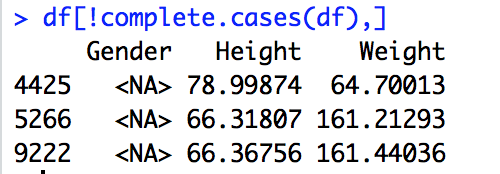 > df[!complete.cases(df),]
Gender Height Weight
4425 <NA> 78.99874 64.70013
5266 <NA> 66.31807 161.21293
9222 <NA> 66.36756 161.44036